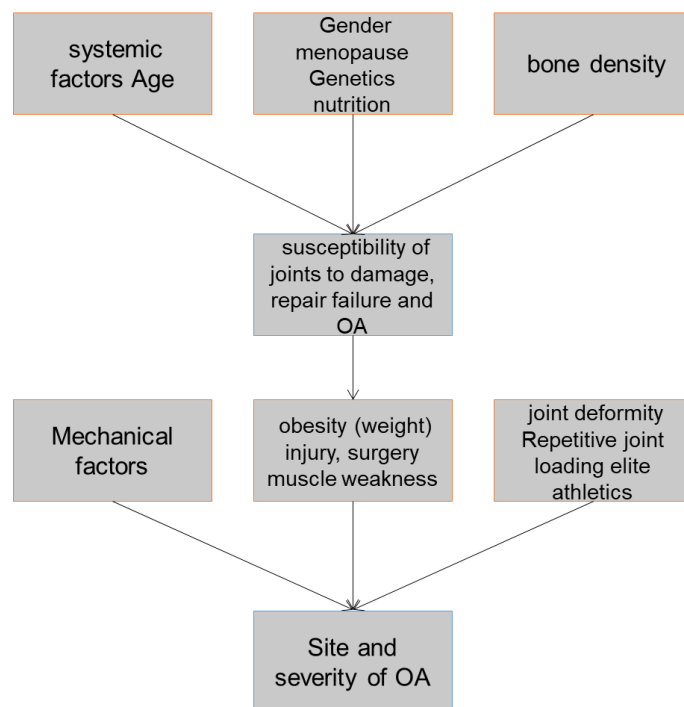 systemic
factors Age
Gender
menopause
Genetics
nutrition
bone density
susceptibility of
joints to damage,
repair failure and
OA
Mechanical
factors
obesity (weight)
injury, surgery
muscle weakness
joint deformity
Repetitive joint
loading elite
athletics
Site and
severity of OA